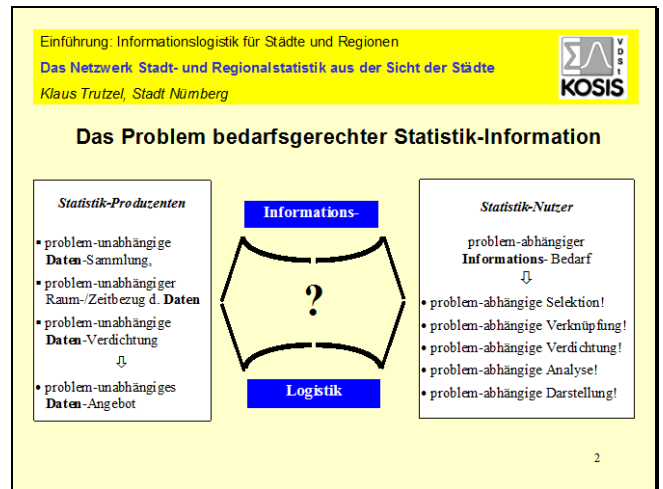 Einführung: Informationslogistik für Städte und Regionen
Das Netzwerk Stadt- und Regionalstatistik aus der Sicht der Städte
Klaus Trutzel, Stadt Nürnberg
VDSt
KOSIS
Das Problem bedarfsgerechter Statistik-Information
Statistik-Produzenten
▪ problem-unabhängige
Daten-Sammlung,
▪ problem-unabhängiger
Raum-/Zeitbezug d. Daten
▪ problem-unabhängige
Daten-Verdichtung
⇩
• problem-unabhängiges
Daten-Angebot
Informations-
?
Logistik
Statistik-Nutzer
problem-abhängiger
Informations- Bedarf
⇩
• problem-abhängige Selektion!
• problem-abhängige Verknüpfung!
• problem-abhängige Verdichtung!
• problem-abhängige Analyse!
• problem-abhängige Darstellung!
2